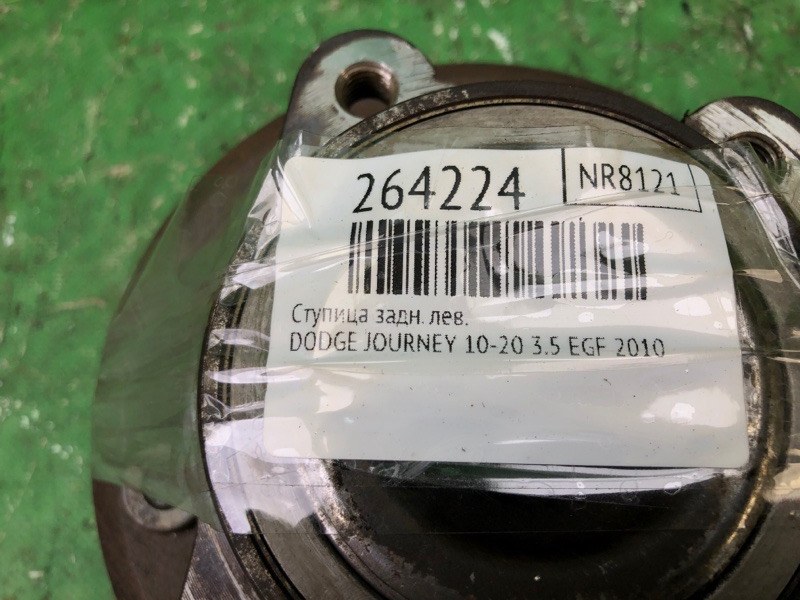 264224
NR8121
Ступица задн. лев.
DODGE JOURNEY 10-20 3.5 EGF 2010